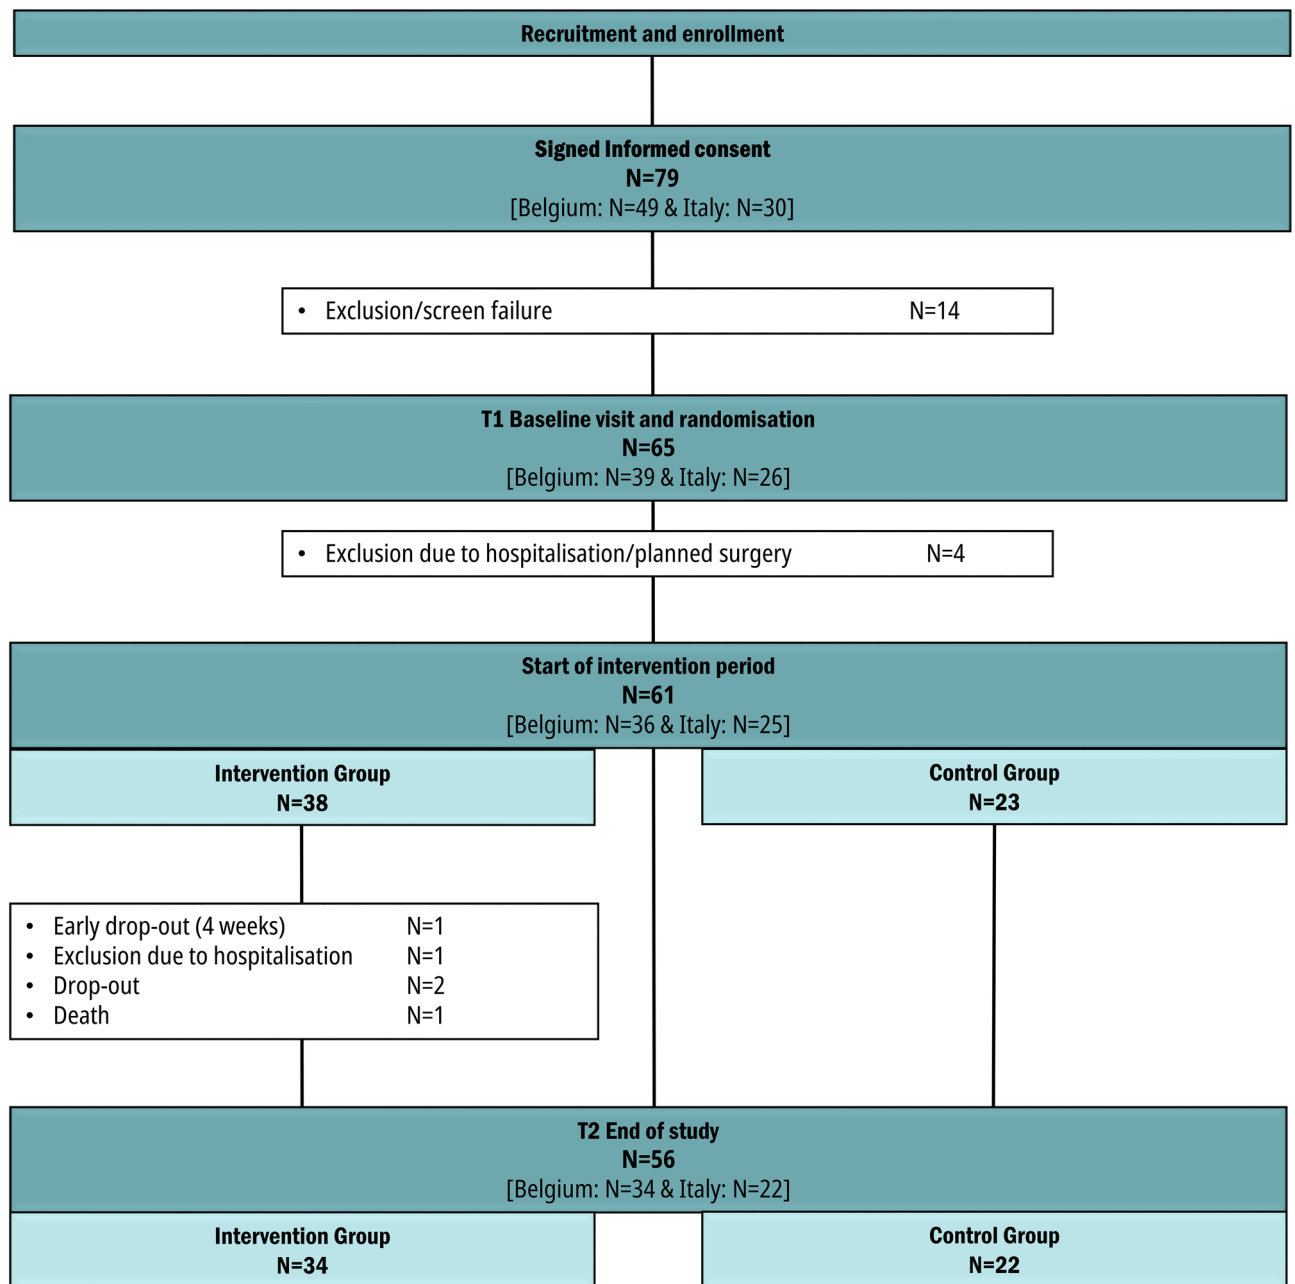 Recruitment and enrollment
Signed Informed consent
N=79
[Belgium: N=49 & Italy: N=30]
• Exclusion/screen failure N=14
T1 Baseline visit and randomisation
N=65
[Belgium: N=39 & Italy: N=26]
• Exclusion due to hospitalisation/planned surgery N=4
Start of intervention period
N=61
[Belgium: N=36 & Italy: N=25]
Intervention Group
N=38
Control Group
N=23
• Early drop-out (4 weeks) N=1
• Exclusion due to hospitalisation N=1
• Drop-out N=2
• Death N=1
T2 End of study
N=56
[Belgium: N=34 & Italy: N=22]
Intervention Group
N=34
Control Group
N=22